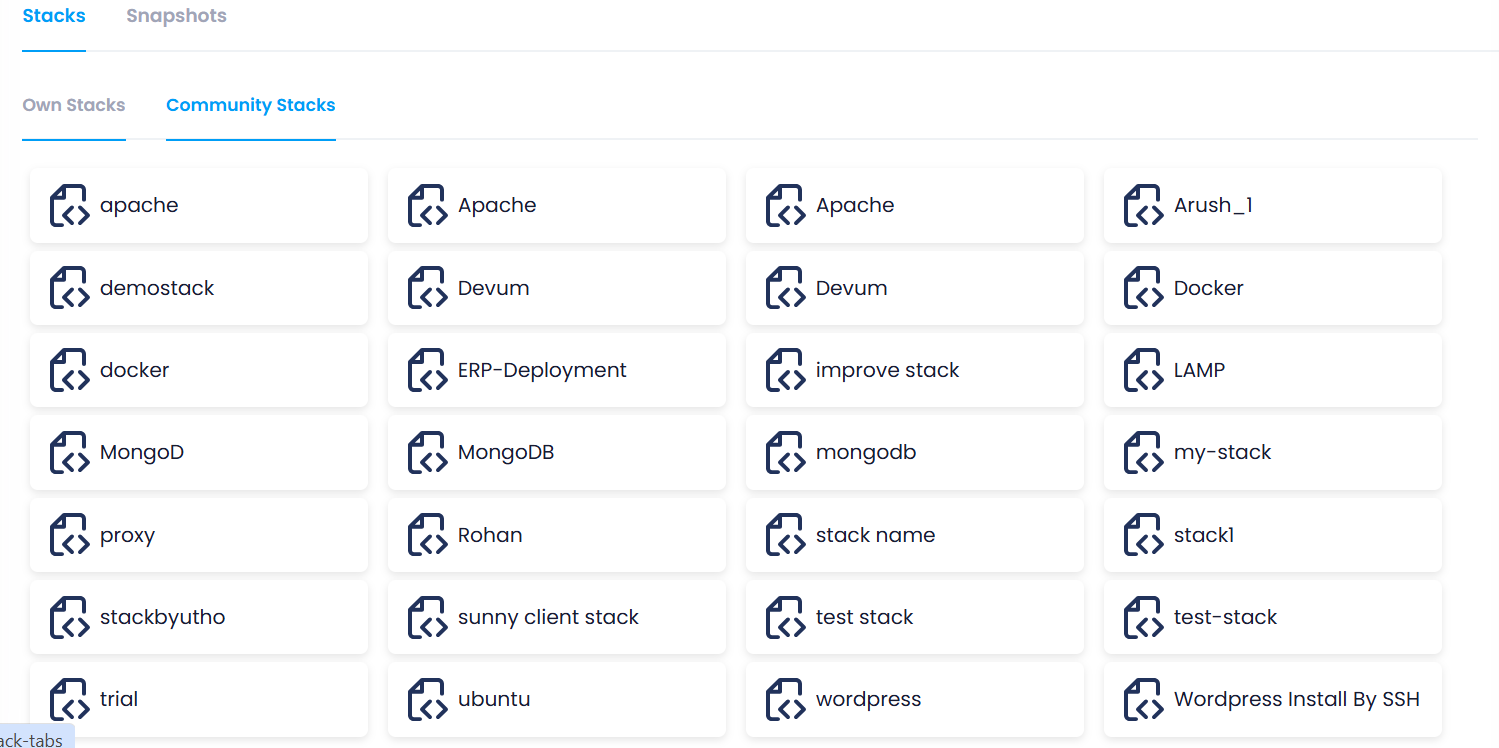 Stacks Snapshots
Own Stacks Community Stacks
apache Apache Apache Arush_1
demostack Devum Devum Docker
docker ERP-Deployment improve stack LAMP
MongoD MongoDB mongodb my-stack
proxy Rohan stack name stack1
stackbyutho sunny client stack test stack test-stack
trial ubuntu wordpress Wordpress Install By SSH
ack-tabs